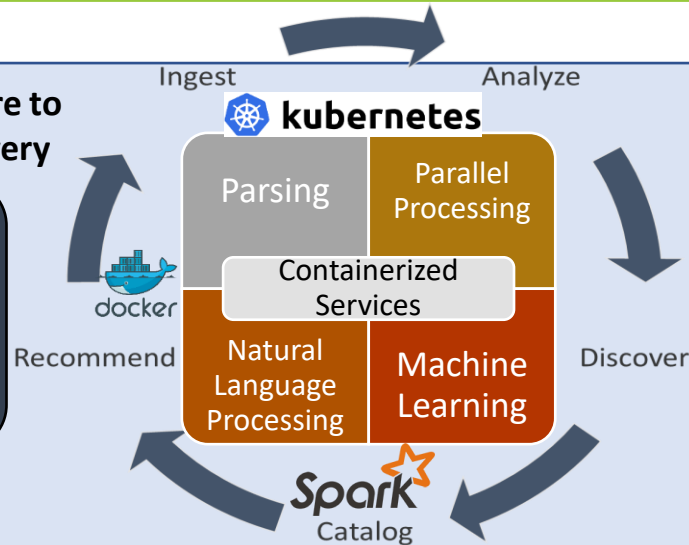 Ingest
Analyze
re to
ery
kubernetes
Parsing
Parallel
Processing
Containerized
Services
docker
Recommend
Natural
Language
Processing
Machine
Learning
Discover
Spark
Catalog